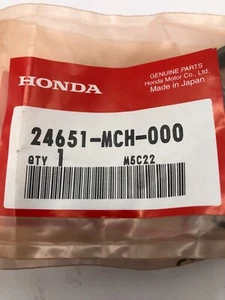 HONDA
GENUINE PARTS
Honda Motor Co., Ltd.
Made in Japan
24651-MCH-000
QTY 1 M5C22